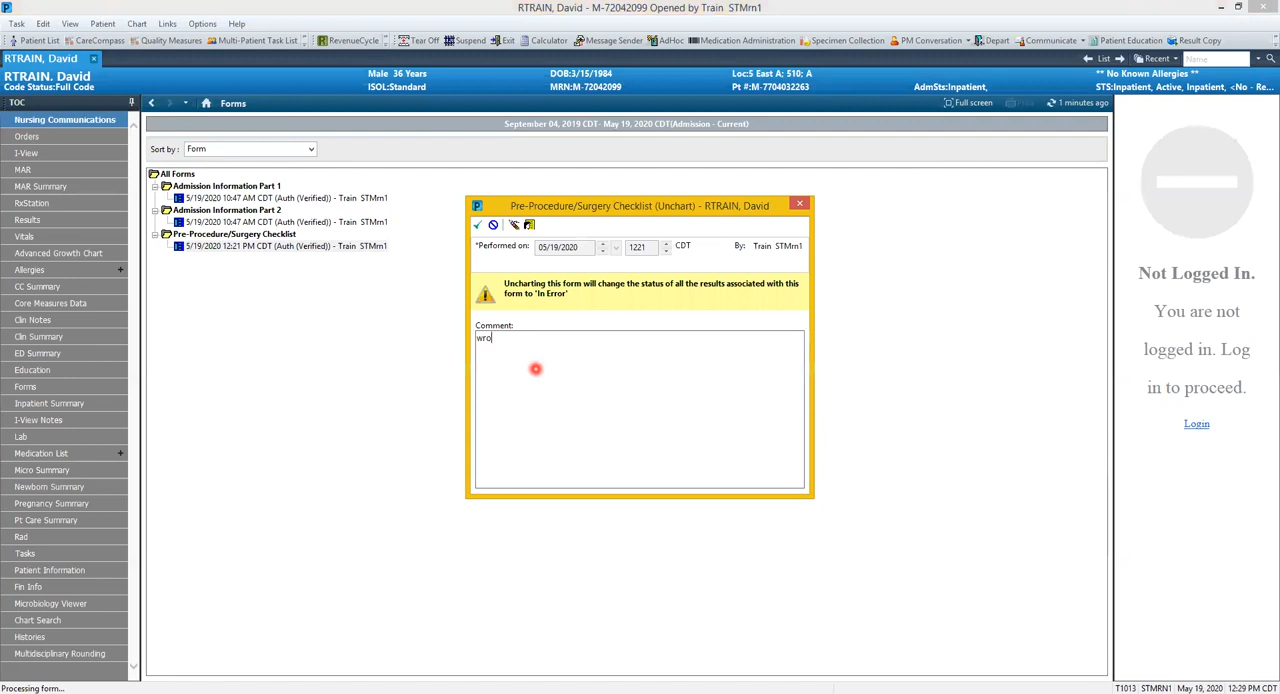 RTRAIN, David - M-72042099 Opened by Train  STMrn1
Task Edit View Patient Chart Links Options Help
Patient List CareCompass Quality Measures Multi-Patient Task List RevenueCycle Tear Off Suspend Exit Calculator Message Sender AdHoc Medication Administration Specimen Collection PM Conversation Depart Communicate Patient Education Result Copy
RTRAIN, David List Recent Name
RTRAIN. David Male 36 Years DOB:3/15/1984 Loc:5 East A; 510; A ** No Known Allergies **
Code Status:Full Code ISOL:Standard MRN:M-72042099 Pt #:M-7704032263 AdmSts:Inpatient, STS:Inpatient, Active, Inpatient, <No - Re...
TOC
Forms
Full screen
1 minutes ago
Nursing Communications
Orders
I-View
MAR
MAR Summary
RxStation
Results
Vitals
Advanced Growth Chart
Allergies +
CC Summary
Core Measures Data
Clin Notes
Clin Summary
ED Summary
Education
Forms
Inpatient Summary
I-View Notes
Lab
Medication List +
Micro Summary
Newborn Summary
Pregnancy Summary
Pt Care Summary
Rad
Tasks
Patient Information
Fin Info
Microbiology Viewer
Chart Search
Histories
Multidisciplinary Rounding
September 04, 2019 CDT- May 19, 2020 CDT(Admission - Current)
Sort by : Form
All Forms
Admission Information Part 1
5/19/2020 10:47 AM CDT (Auth (Verified)) - Train  STMrn1
Admission Information Part 2
5/19/2020 10:47 AM CDT (Auth (Verified)) - Train  STMrn1
Pre-Procedure/Surgery Checklist
5/19/2020 12:21 PM CDT (Auth (Verified)) - Train  STMrn1
Pre-Procedure/Surgery Checklist (Unchart) - RTRAIN, David
*Performed on: 05/19/2020 1221 CDT By: Train  STMrn1
Uncharting this form will change the status of all the results associated with this
form to 'In Error'
Comment:
wro
Not Logged In.
You are not
logged in. Log
in to proceed.
Login
Processing form...
T1013 STMRN1 May 19, 2020 12:29 PM CDT